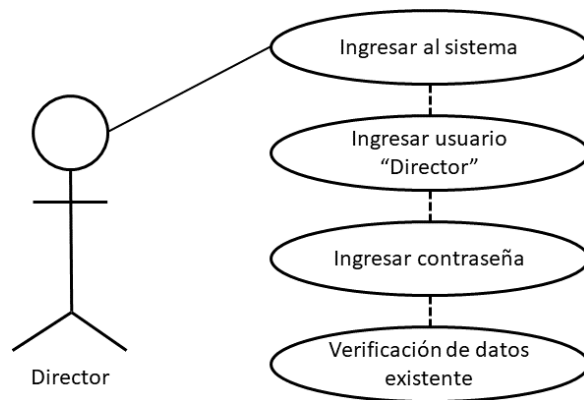 Ingresar al sistema
Ingresar usuario
“Director”
Ingresar contraseña
Verificación de datos
existente
Director